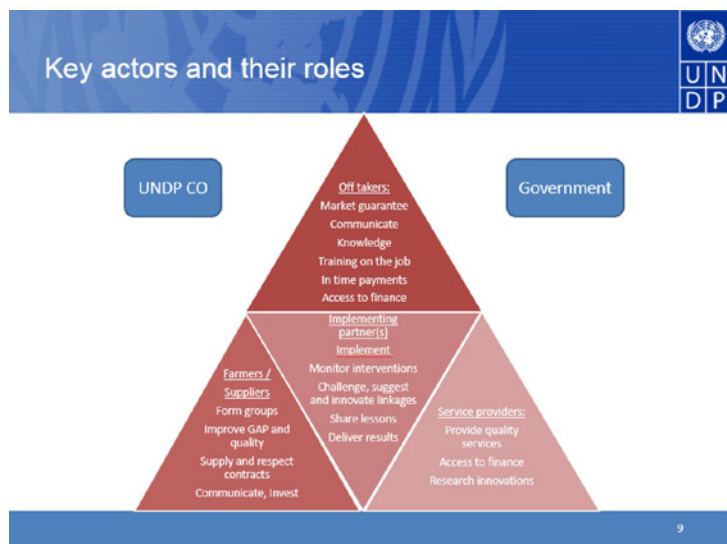 Key actors and their roles
U N
D P
UNDP CO
Government
Off takers:
Market guarantee
Communicate
Knowledge
Training on the job
In time payments
Access to finance
Implementing
partner(s)
Implement
Monitor interventions
Challenge, suggest
and innovate linkages
Share lessons
Deliver results
Farmers /
Suppliers
Form groups
Improve GAP and
quality
Supply and respect
contracts
Communicate, Invest
Service providers:
Provide quality
services
Access to finance
Research innovations
9